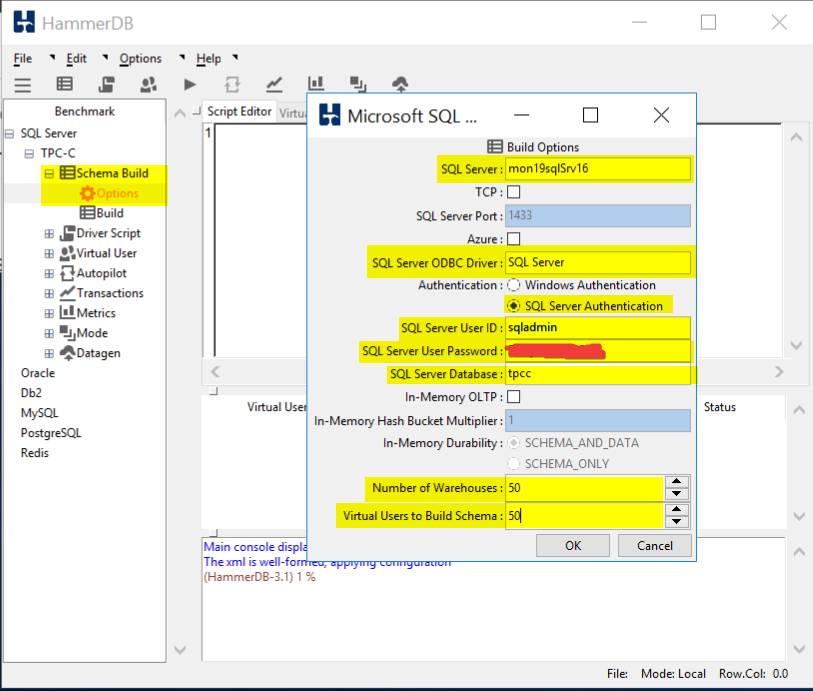 HammerDB
File Edit Options Help
Benchmark
SQL Server
TPC-C
Schema Build
Options
Build
Driver Script
Virtual User
Autopilot
Transactions
Metrics
Mode
Datagen
Oracle
Db2
MySQL
PostgreSQL
Redis
Script Editor
1
Microsoft SQL ...
Build Options
SQL Server : mon19sqlSrv16
TCP :
SQL Server Port : 1433
Azure :
SQL Server ODBC Driver : SQL Server
Authentication : Windows Authentication
SQL Server Authentication
SQL Server User ID : sqladmin
SQL Server User Password :
SQL Server Database : tpcc
In-Memory OLTP :
In-Memory Hash Bucket Multiplier : 1
In-Memory Durability : SCHEMA_AND_DATA
SCHEMA_ONLY
Number of Warehouses : 50
Virtual Users to Build Schema : 50
OK Cancel
Virtual User
Status
Main console displa
The xml is well-formed, applying configuration
(HammerDB-3.1) 1 %
File: Mode: Local Row.Col: 0.0